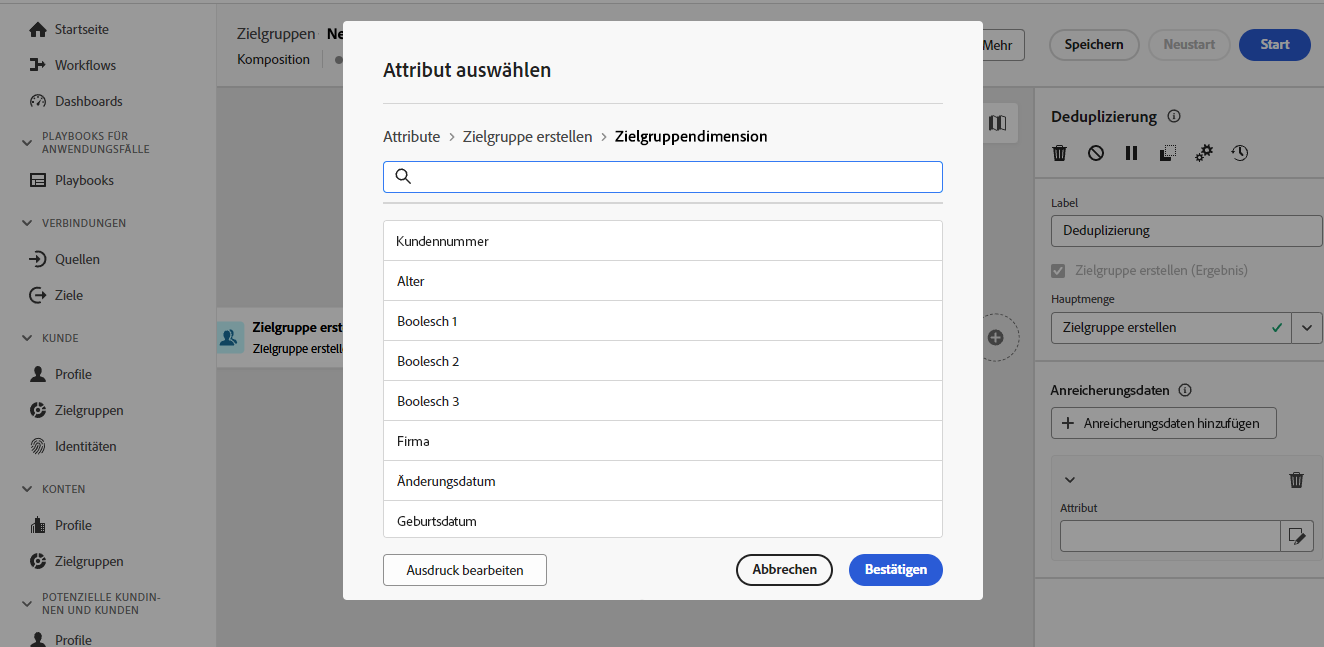 Startseite
Workflows
Dashboards
PLAYBOOKS FÜR
ANWENDUNGSFÄLLE
Playbooks
VERBINDUNGEN
Quellen
Ziele
KUNDE
Profile
Zielgruppen
Identitäten
KONTEN
Profile
Zielgruppen
POTENZIELLE KUNDIN-
NEN UND KUNDEN
Profile
Zielgruppen Ne
Komposition
Mehr
Speichern
Neustart
Start
Zielgruppe erst
Zielgruppe erstell
Attribut auswählen
Attribute > Zielgruppe erstellen > Zielgruppendimension
Kundennummer
Alter
Boolesch 1
Boolesch 2
Boolesch 3
Firma
Änderungsdatum
Geburtsdatum
Ausdruck bearbeiten
Abbrechen
Bestätigen
Deduplizierung
Label
Deduplizierung
Zielgruppe erstellen (Ergebnis)
Hauptmenge
Zielgruppe erstellen
Anreicherungsdaten
Anreicherungsdaten hinzufügen
Attribut